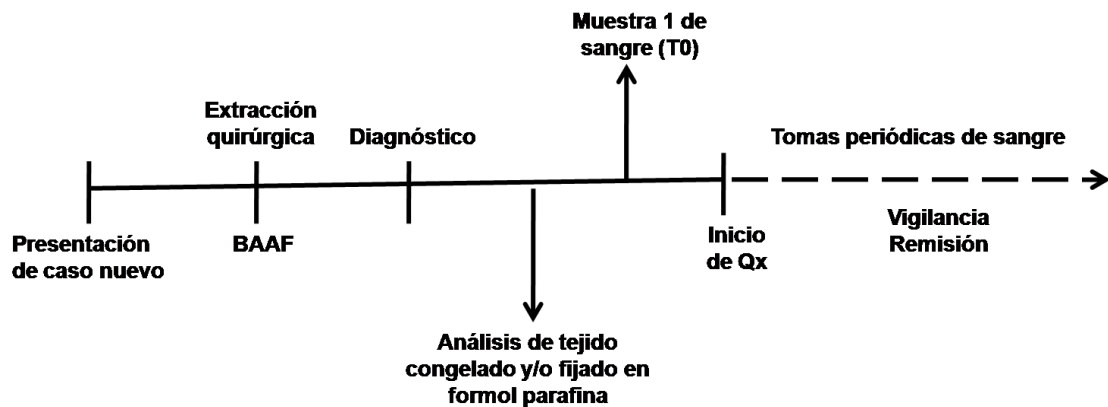 Muestra 1 de
sangre (T0)
Extracción
quirúrgica
Diagnóstico
Tomas periódicas de sangre
Presentación
de caso nuevo
BAAF
Inicio
de Qx
Vigilancia
Remisión
Análisis de tejido
congelado y/o fijado en
formol parafina